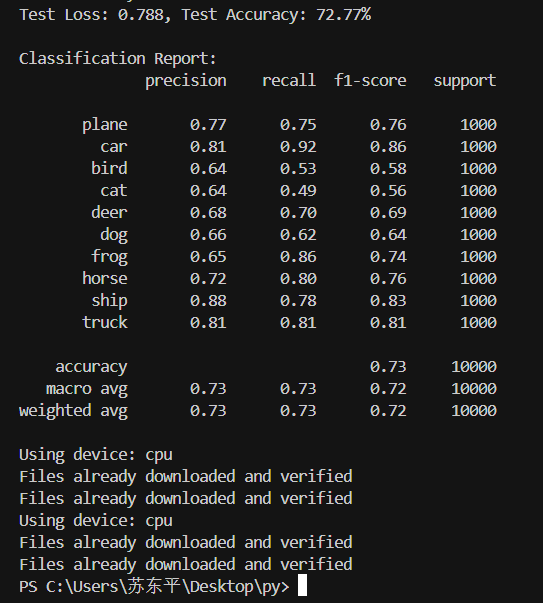 Test Loss: 0.788, Test Accuracy: 72.77%
Classification Report:
precision recall f1-score support
plane 0.77 0.75 0.76 1000
car 0.81 0.92 0.86 1000
bird 0.64 0.53 0.58 1000
cat 0.64 0.49 0.56 1000
deer 0.68 0.70 0.69 1000
dog 0.66 0.62 0.64 1000
frog 0.65 0.86 0.74 1000
horse 0.72 0.80 0.76 1000
ship 0.88 0.78 0.83 1000
truck 0.81 0.81 0.81 1000
accuracy 0.73 10000
macro avg 0.73 0.73 0.72 10000
weighted avg 0.73 0.73 0.72 10000
Using device: cpu
Files already downloaded and verified
Files already downloaded and verified
Using device: cpu
Files already downloaded and verified
Files already downloaded and verified
PS C:\Users\苏东平\Desktop\py>